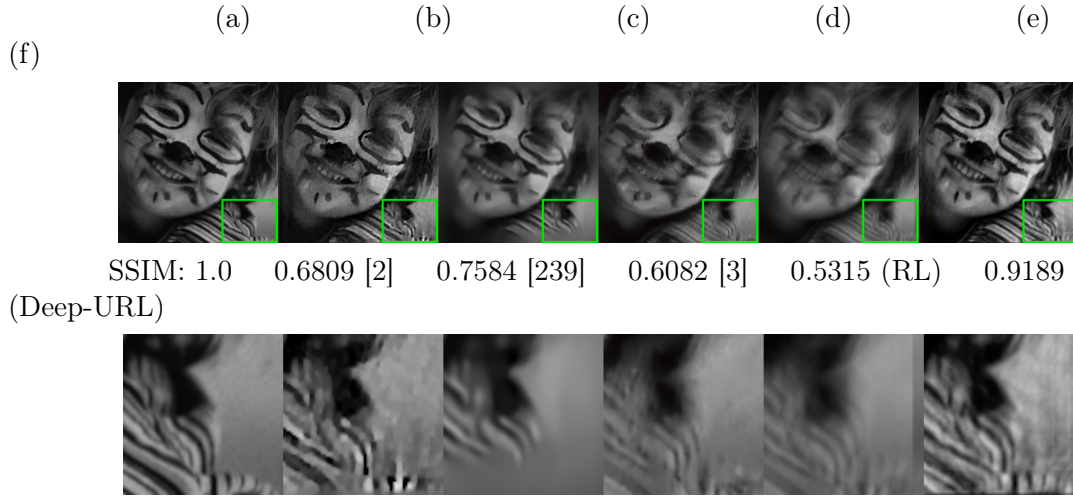 (a) (b) (c) (d) (e)
(f)
SSIM: 1.0 0.6809 [2] 0.7584 [239] 0.6082 [3] 0.5315 (RL) 0.9189
(Deep-URL)